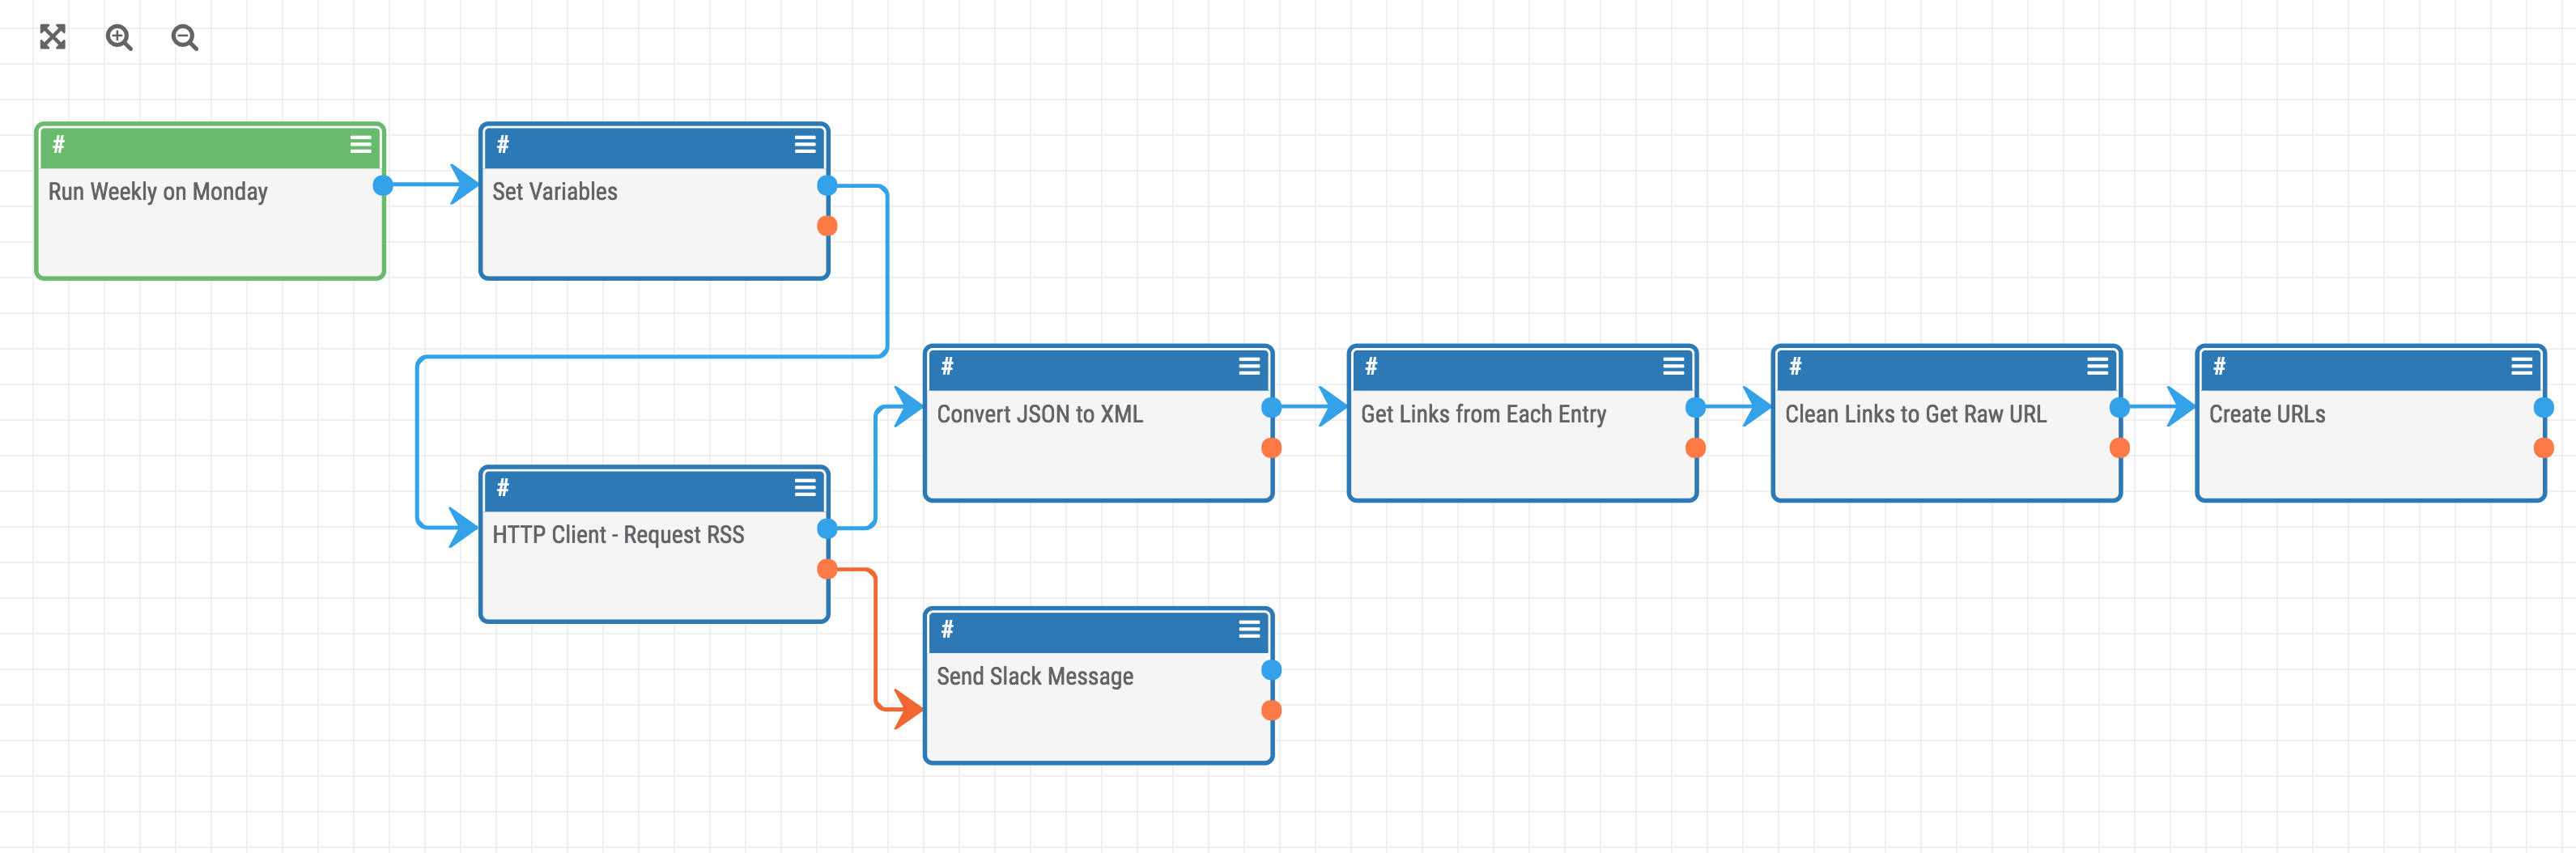 #
Run Weekly on Monday
#
Set Variables
#
HTTP Client - Request RSS
#
Convert JSON to XML
#
Get Links from Each Entry
#
Clean Links to Get Raw URL
#
Create URLs
#
Send Slack Message